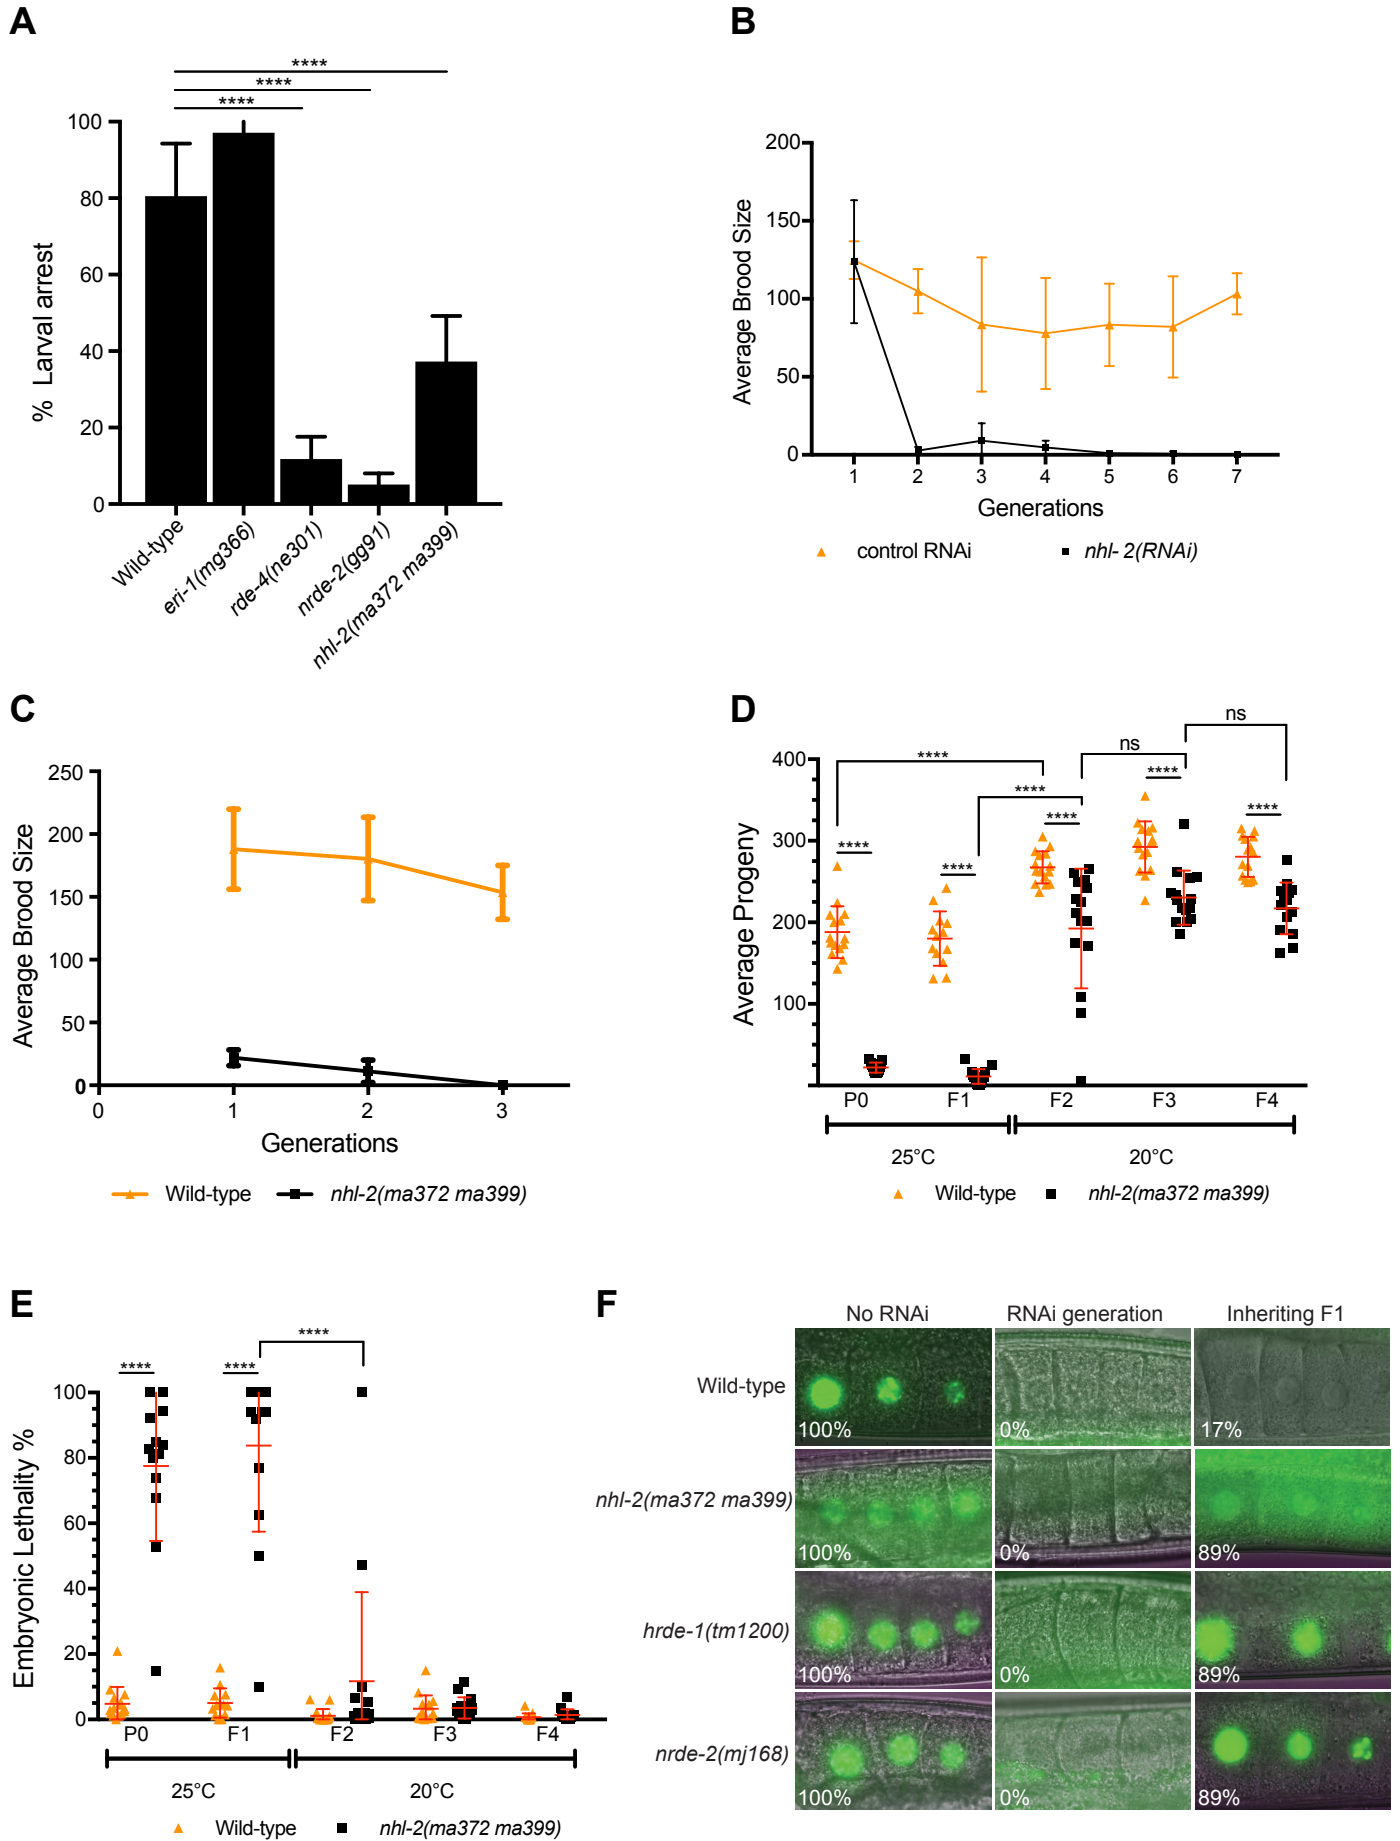 A
****
****
****
% Larval arrest
100
80
60
40
20
0
Wild-type
eri-1(mg366)
rde-4(ne301)
nrde-2(gg91)
nhl-2(ma372 ma399)
B
Average Brood Size
200
150
100
50
0
1 2 3 4 5 6 7
Generations
control RNAi nhl- 2(RNAi)
C
Average Brood Size
250
200
150
100
50
0
0 1 2 3
Generations
Wild-type nhl-2(ma372 ma399)
D
ns
ns
****
****
****
****
****
****
****
Average Progeny
400
300
200
100
P0 F1 F2 F3 F4
25°C 20°C
Wild-type nhl-2(ma372 ma399)
E
****
**** ****
Embryonic Lethality %
100
80
60
40
20
0
P0 F1 F2 F3 F4
25°C 20°C
Wild-type nhl-2(ma372 ma399)
F
No RNAi RNAi generation Inheriting F1
Wild-type
100% 0% 17%
nhl-2(ma372 ma399)
100% 0% 89%
hrde-1(tm1200)
100% 0% 89%
nrde-2(mj168)
100% 0% 89%